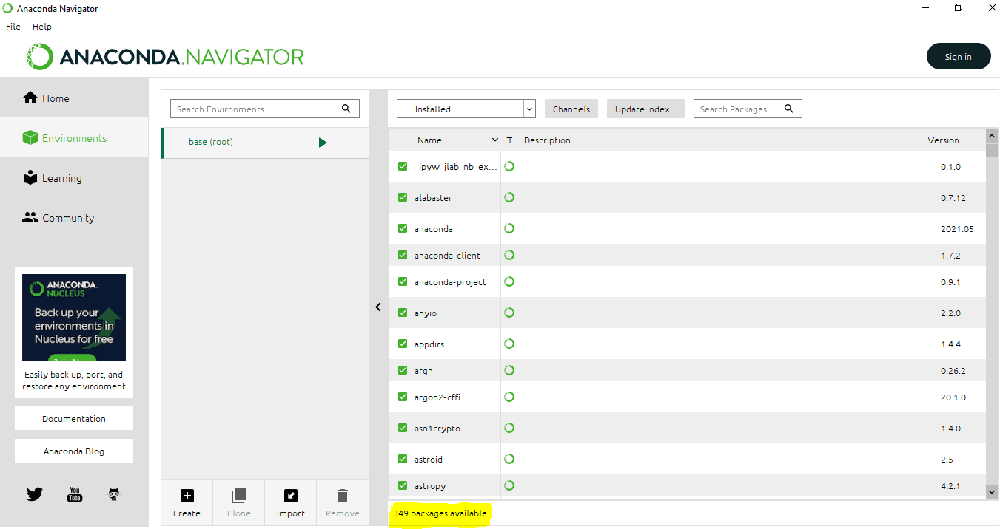 Anaconda Navigator
File Help
ANACONDA.NAVIGATOR
Sign in
Home
Environments
Learning
Community
ANACONDA.
NUCLEUS
Back up your
environments in
Nucleus for free
Join Now
Easily back up, port, and
restore any environment
Documentation
Anaconda Blog
You
Tube
Search Environments
base (root)
Create Clone Import Remove
Installed Channels Update index... Search Packages
Name T Description Version
_ipyw_jlab_nb_ex... 0.1.0
alabaster 0.7.12
anaconda 2021.05
anaconda-client 1.7.2
anaconda-project 0.9.1
anyio 2.2.0
appdirs 1.4.4
argh 0.26.2
argon2-cffi 20.1.0
asn1crypto 1.4.0
astroid 2.5
astropy 4.2.1
349 packages available